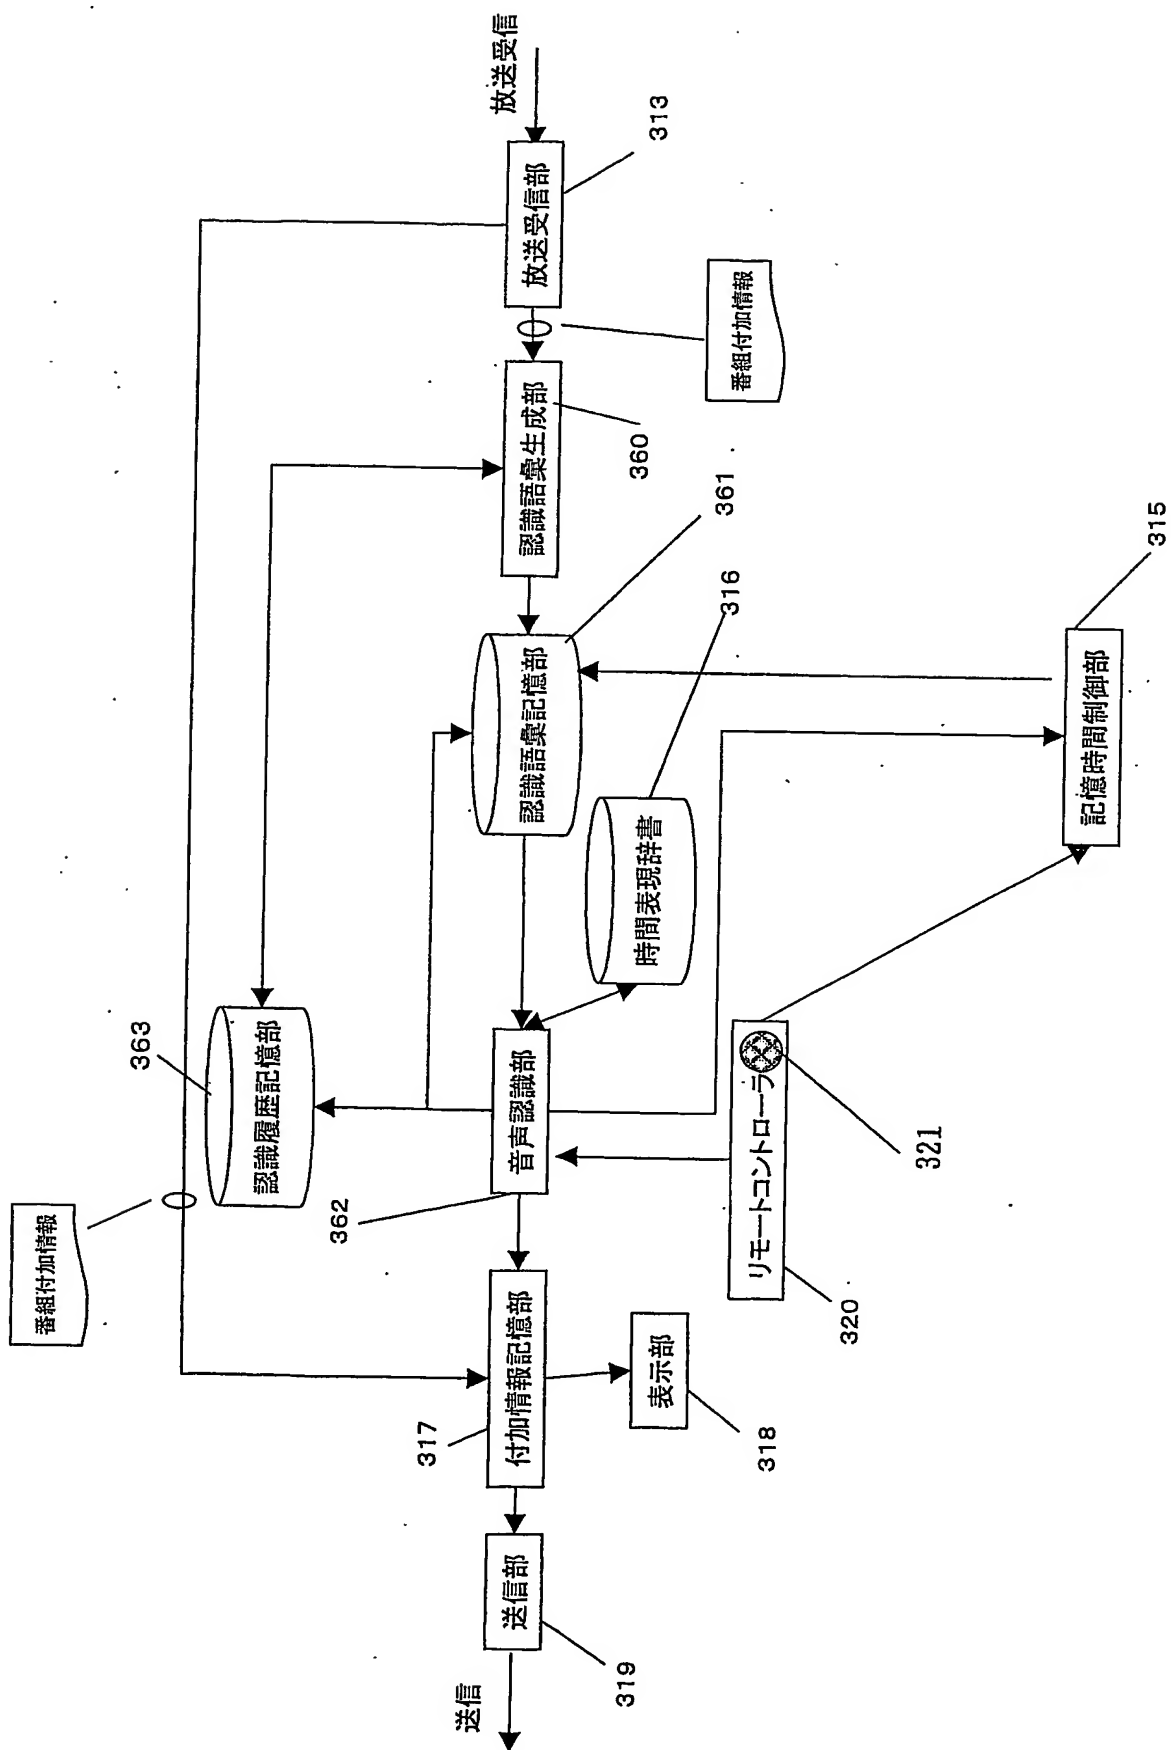 放送受信
放送受信部
313
番組付加情報
認識語彙生成部
360
認識語彙記憶部
361
時間表現辞書
316
記憶時間制御部
315
認識履歴記憶部
363
番組付加情報
音声認識部
362
リモートコントローラ
320
321
付加情報記憶部
317
表示部
318
送信部
319
送信